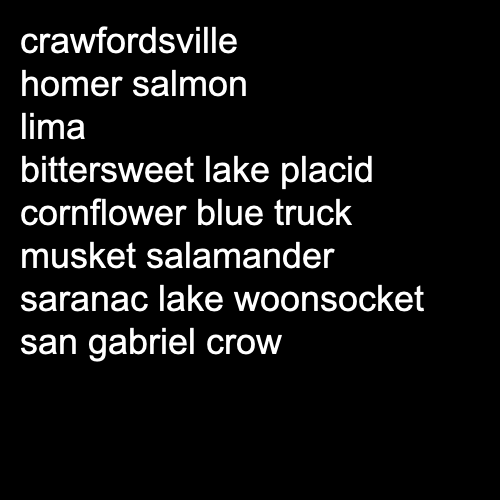 crawfordsville
homer salmon
lima
bittersweet lake placid
cornflower blue truck
musket salamander
saranac lake woonsocket
san gabriel crow